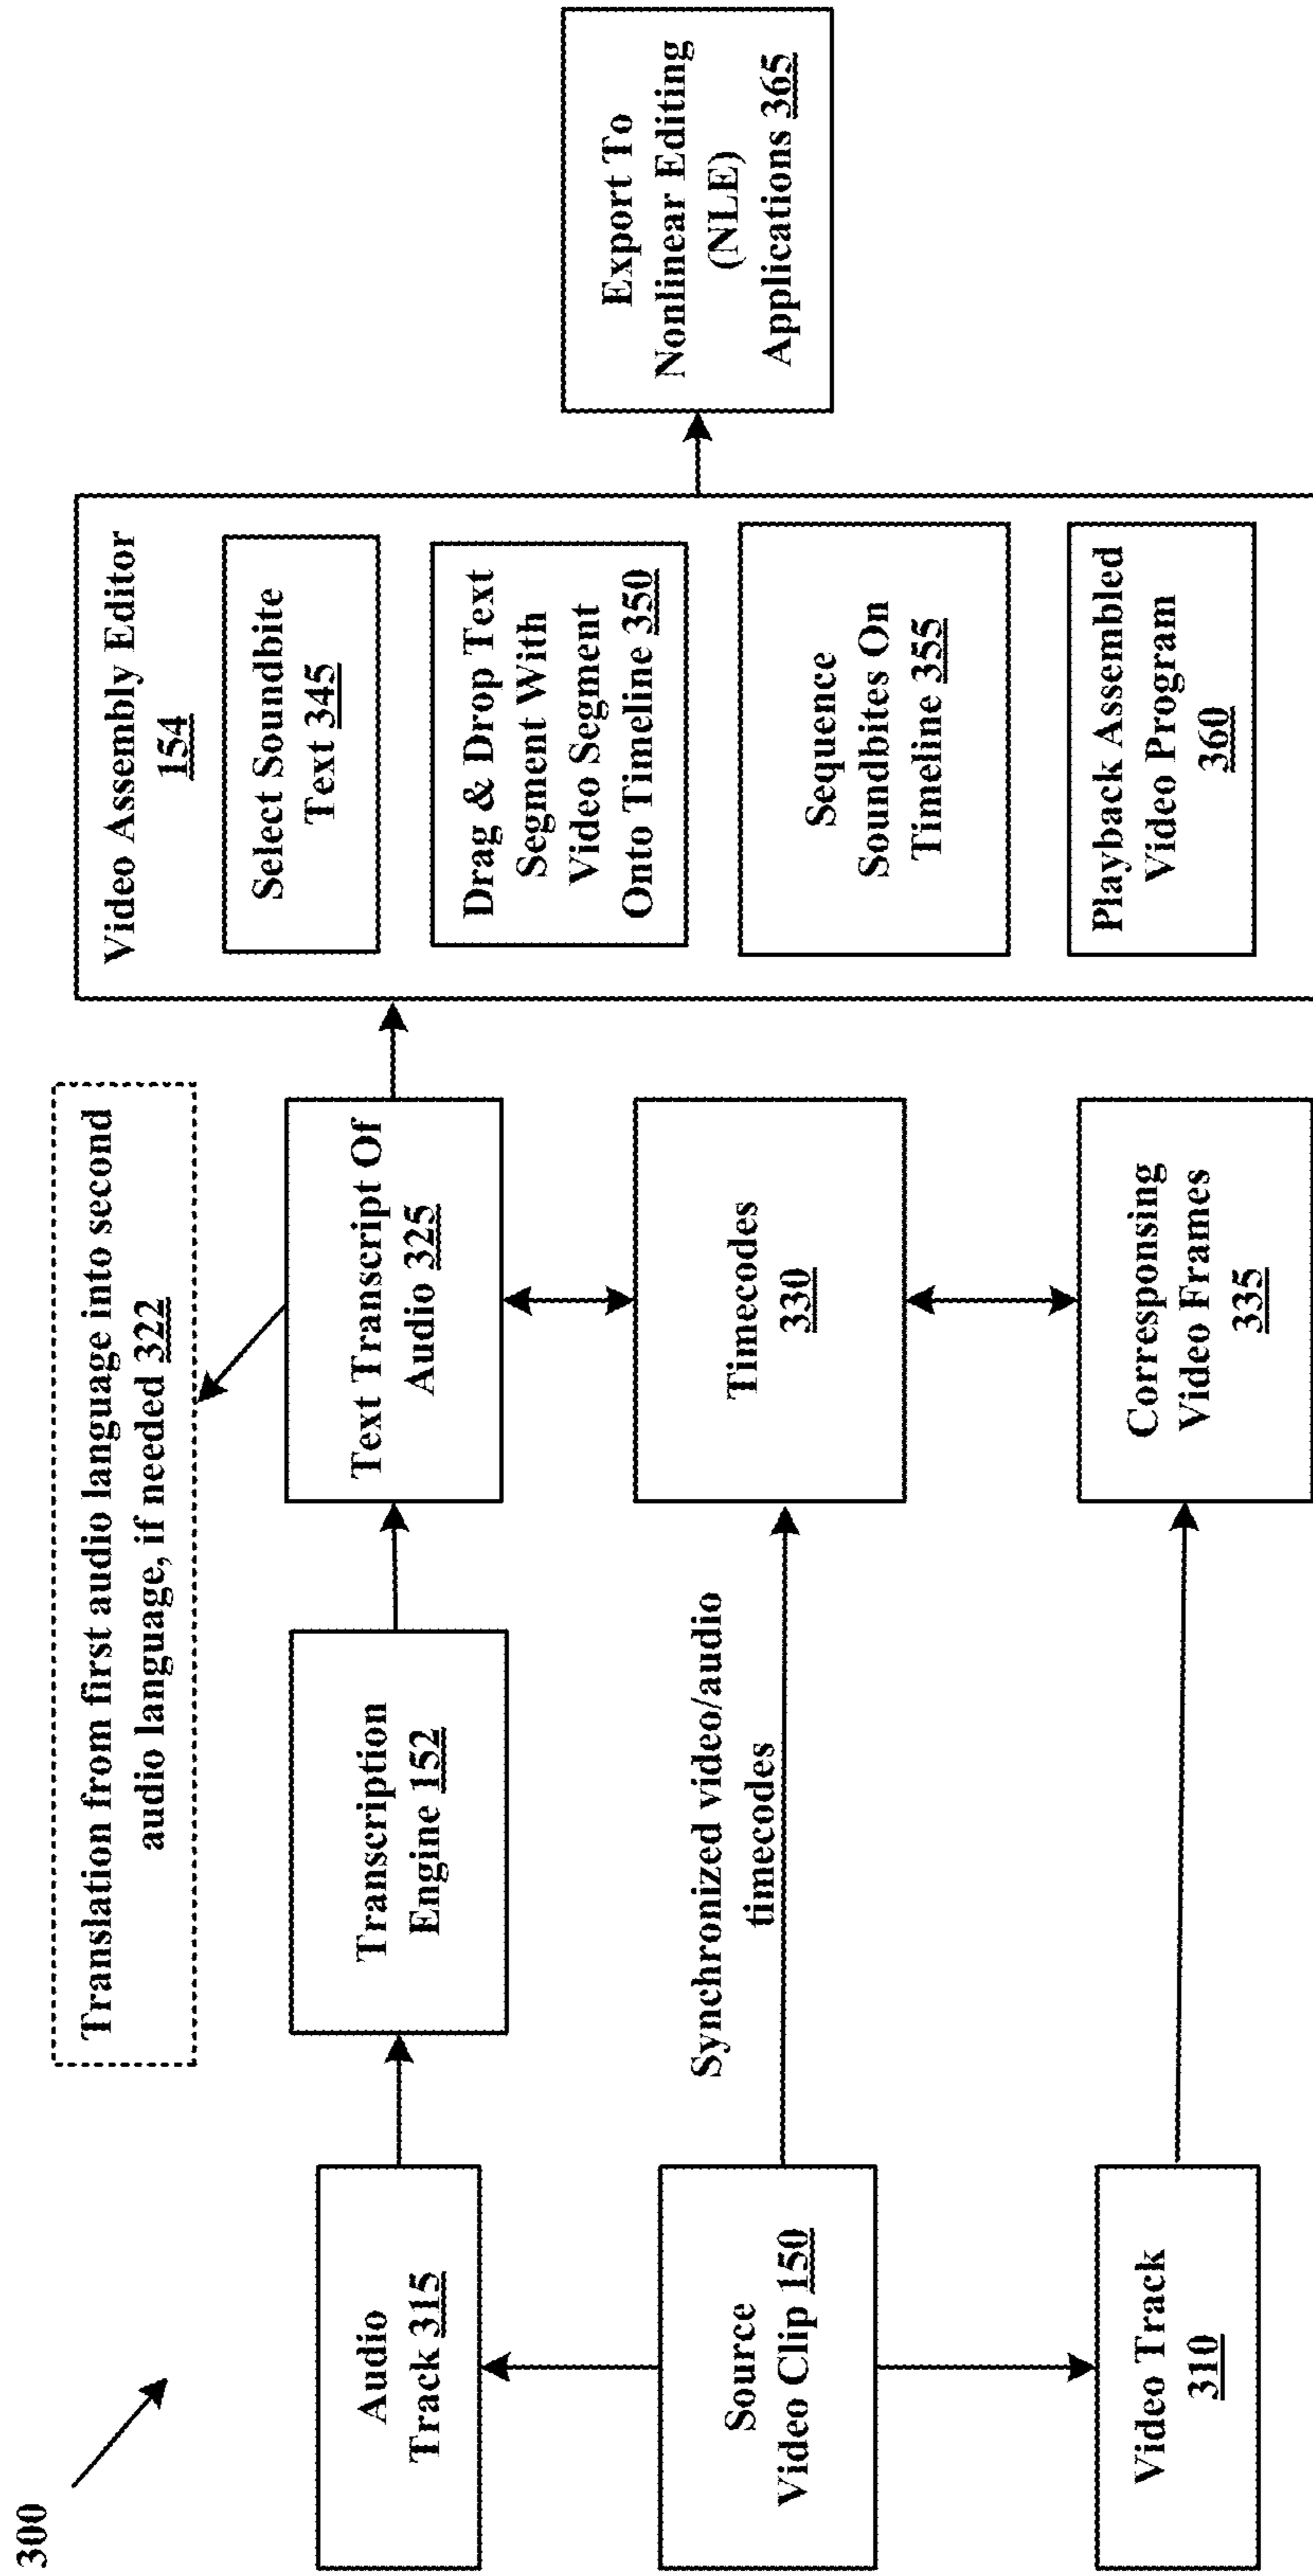 300
Translation from first audio language into second
audio language, if needed 322
Audio
Track 315
Transcription
Engine 152
Text Transcript Of
Audio 325
Source
Video Clip 150
Synchronized video/audio
timecodes
Timecodes
330
Video Track
310
Corresponsing
Video Frames
335
Video Assembly Editor
154
Select Soundbite
Text 345
Drag & Drop Text
Segment With
Video Segment
Onto Timeline 350
Sequence
Soundbites On
Timeline 355
Playback Assembled
Video Program
360
Export To
Nonlinear Editing
(NLE)
Applications 365